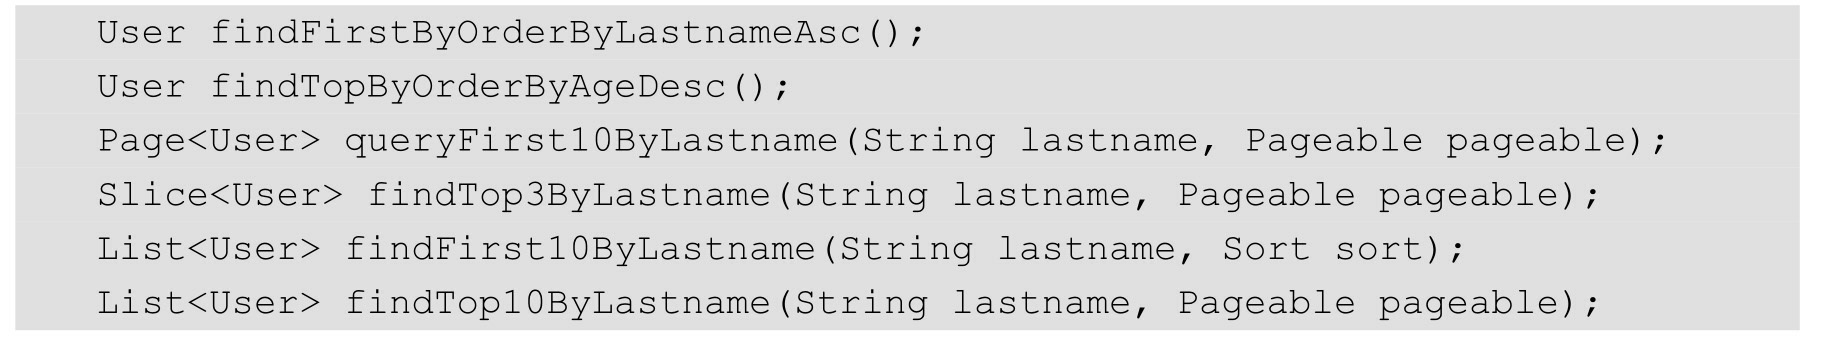 User findFirstByOrderByLastnameAsc();
User findTopByOrderByAgeDesc();
Page<User> queryFirst10ByLastname(String lastname, Pageable pageable);
Slice<User> findTop3ByLastname(String lastname, Pageable pageable);
List<User> findFirst10ByLastname(String lastname, Sort sort);
List<User> findTop10ByLastname(String lastname, Pageable pageable);